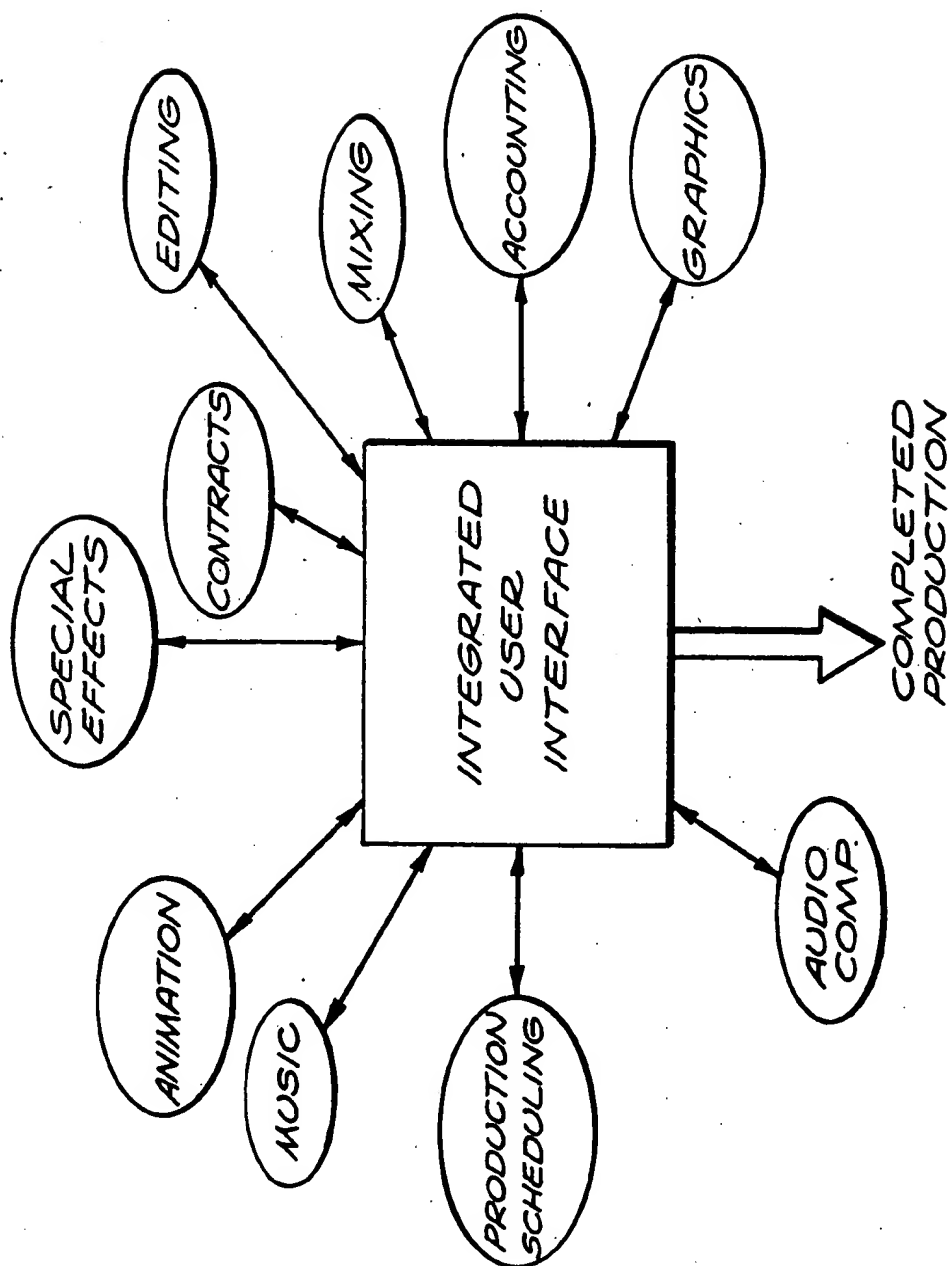 SPECIAL
EFFECTS
ANIMATION
CONTRACTS
EDITING
MUSIC
MIXING
PRODUCTION
SCHEDULING
INTEGRATED
USER
INTERFACE
ACCOUNTING
GRAPHICS
AUDIO
COMP.
COMPLETED
PRODUCTION